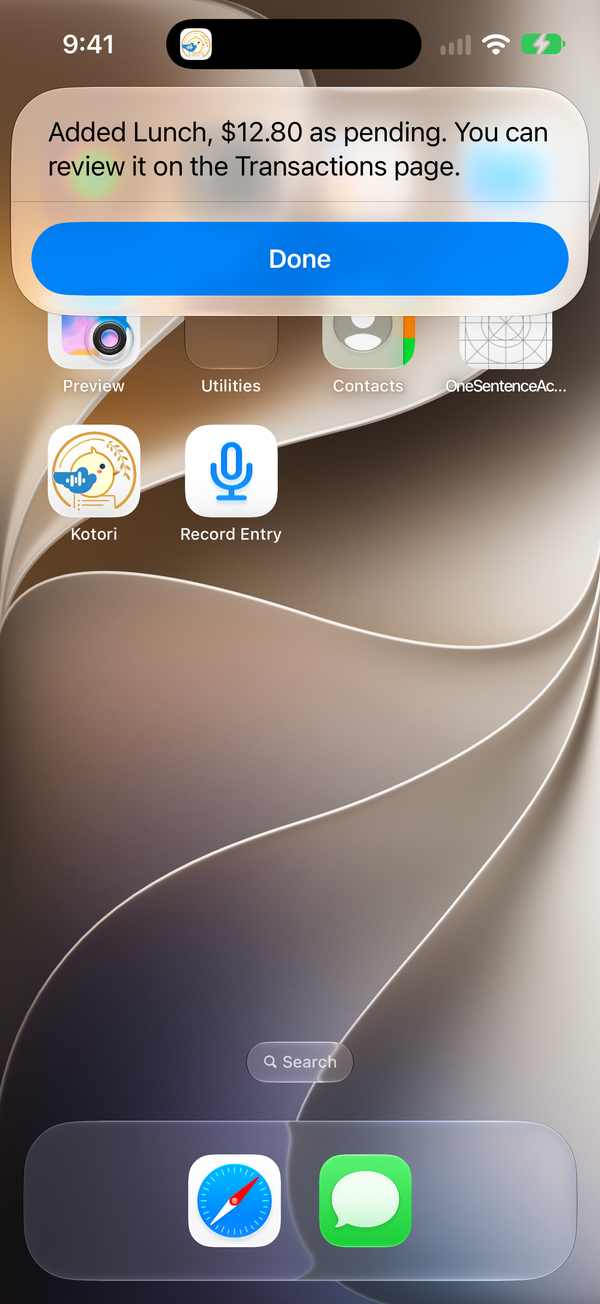 9:41
Added Lunch, $12.80 as pending. You can
review it on the Transactions page.
Done
Preview
Utilities
Contacts
OneSentenceAc...
Kotori
Record Entry
Search